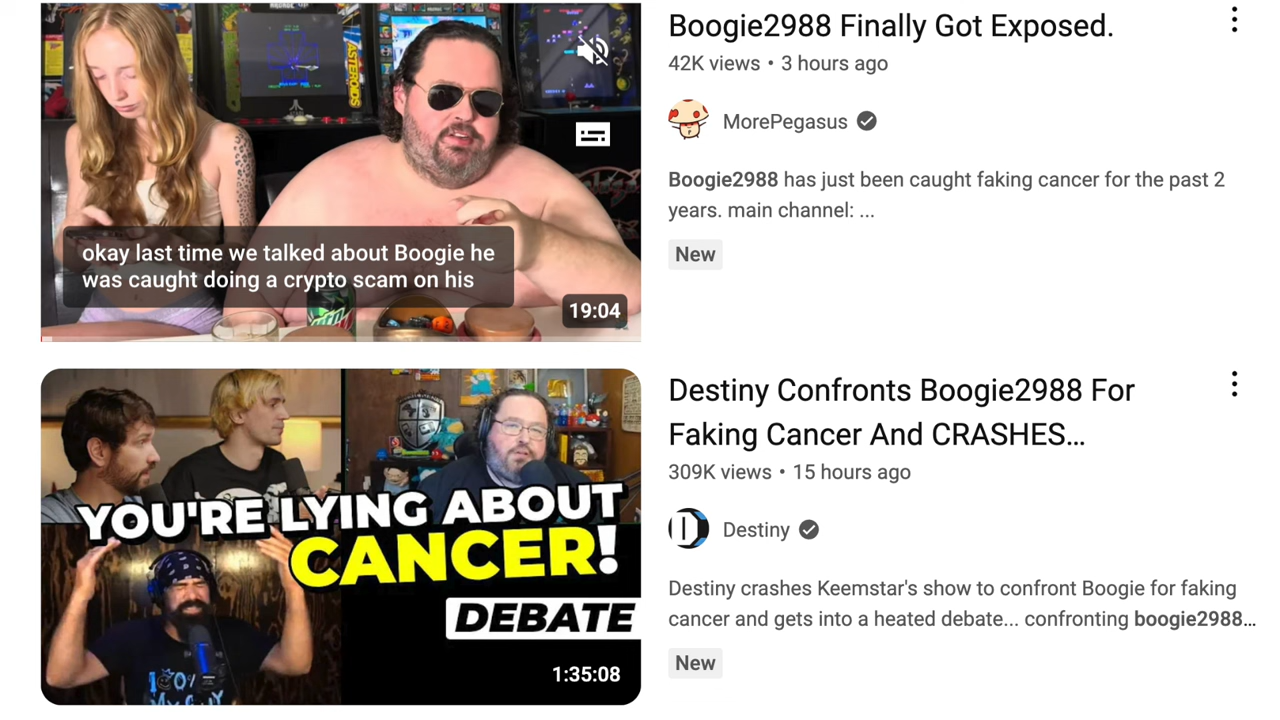 Boogie2988 Finally Got Exposed.
42K views • 3 hours ago
MorePegasus
Boogie2988 has just been caught faking cancer for the past 2
years. main channel: ...
New
ASTEROIDS
okay last time we talked about Boogie he
was caught doing a crypto scam on his
19:04
Destiny Confronts Boogie2988 For
Faking Cancer And CRASHES...
309K views • 15 hours ago
Destiny
Destiny crashes Keemstar's show to confront Boogie for faking
cancer and gets into a heated debate... confronting boogie2988...
New
YOU'RE LYING ABOUT
CANCER!
DEBATE
1:35:08